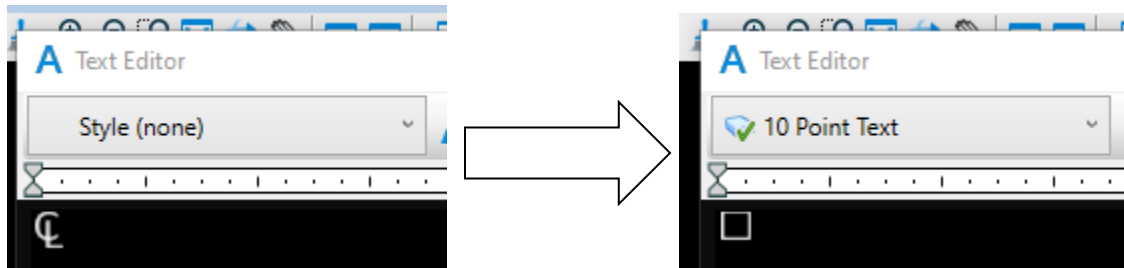 A Text Editor
Style (none)
℄
A Text Editor
10 Point Text
□